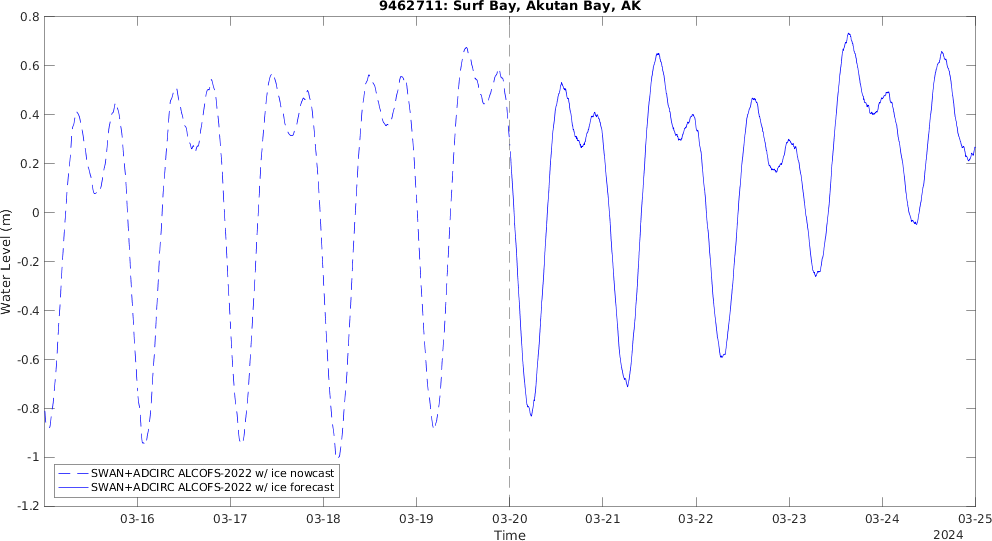 9462711: Surf Bay, Akutan Bay, AK
0.8
0.6
0.4
0.2
0
-0.2
-0.4
-0.6
-0.8
-1
-1.2
Water Level (m)
SWAN+ADCIRC ALCOFS-2022 w/ ice nowcast
SWAN+ADCIRC ALCOFS-2022 w/ ice forecast
03-16 03-17 03-18 03-19 03-20 03-21 03-22 03-23 03-24 03-25
Time
2024